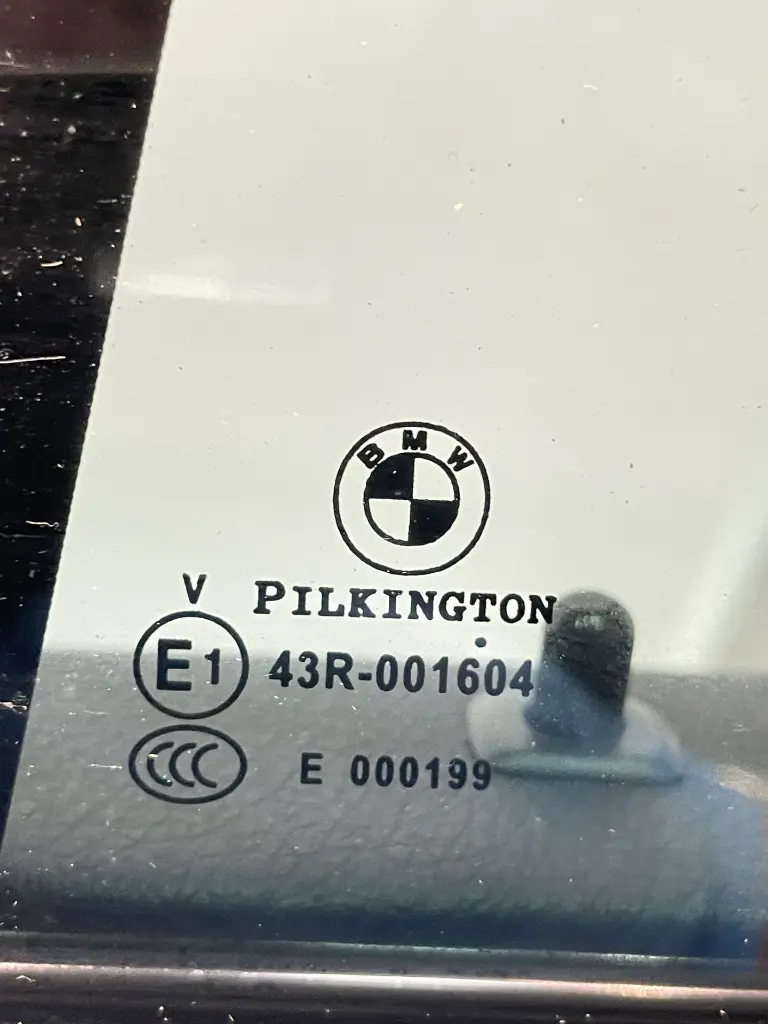 BMW
PILKINGTON
V
E1 43R-001604
CCC E 000199